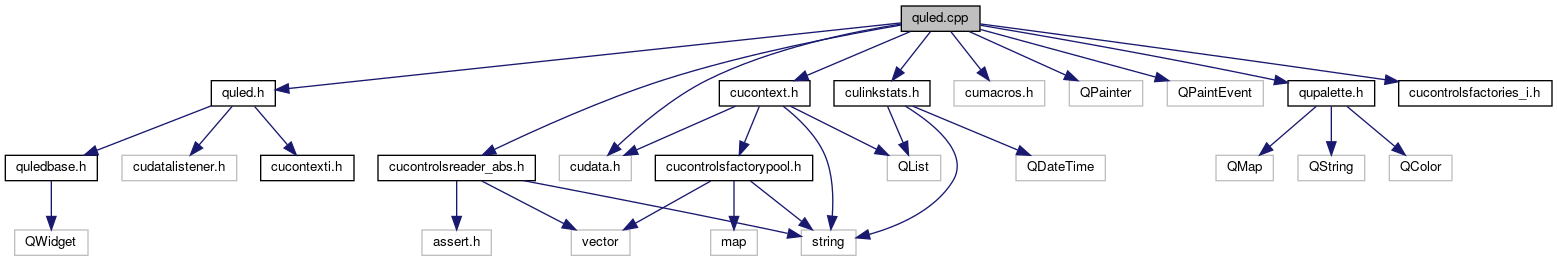 quled.cpp
quled.h
cucontext.h
culinkstats.h
cumacros.h
QPainter
QPaintEvent
qupalette.h
cucontrolsfactories_i.h
quledbase.h
cudatalistener.h
cucontexti.h
cucontrolsreader_abs.h
cudata.h
cucontrolsfactorypool.h
QList
QDateTime
QMap
QString
QColor
QWidget
assert.h
vector
map
string